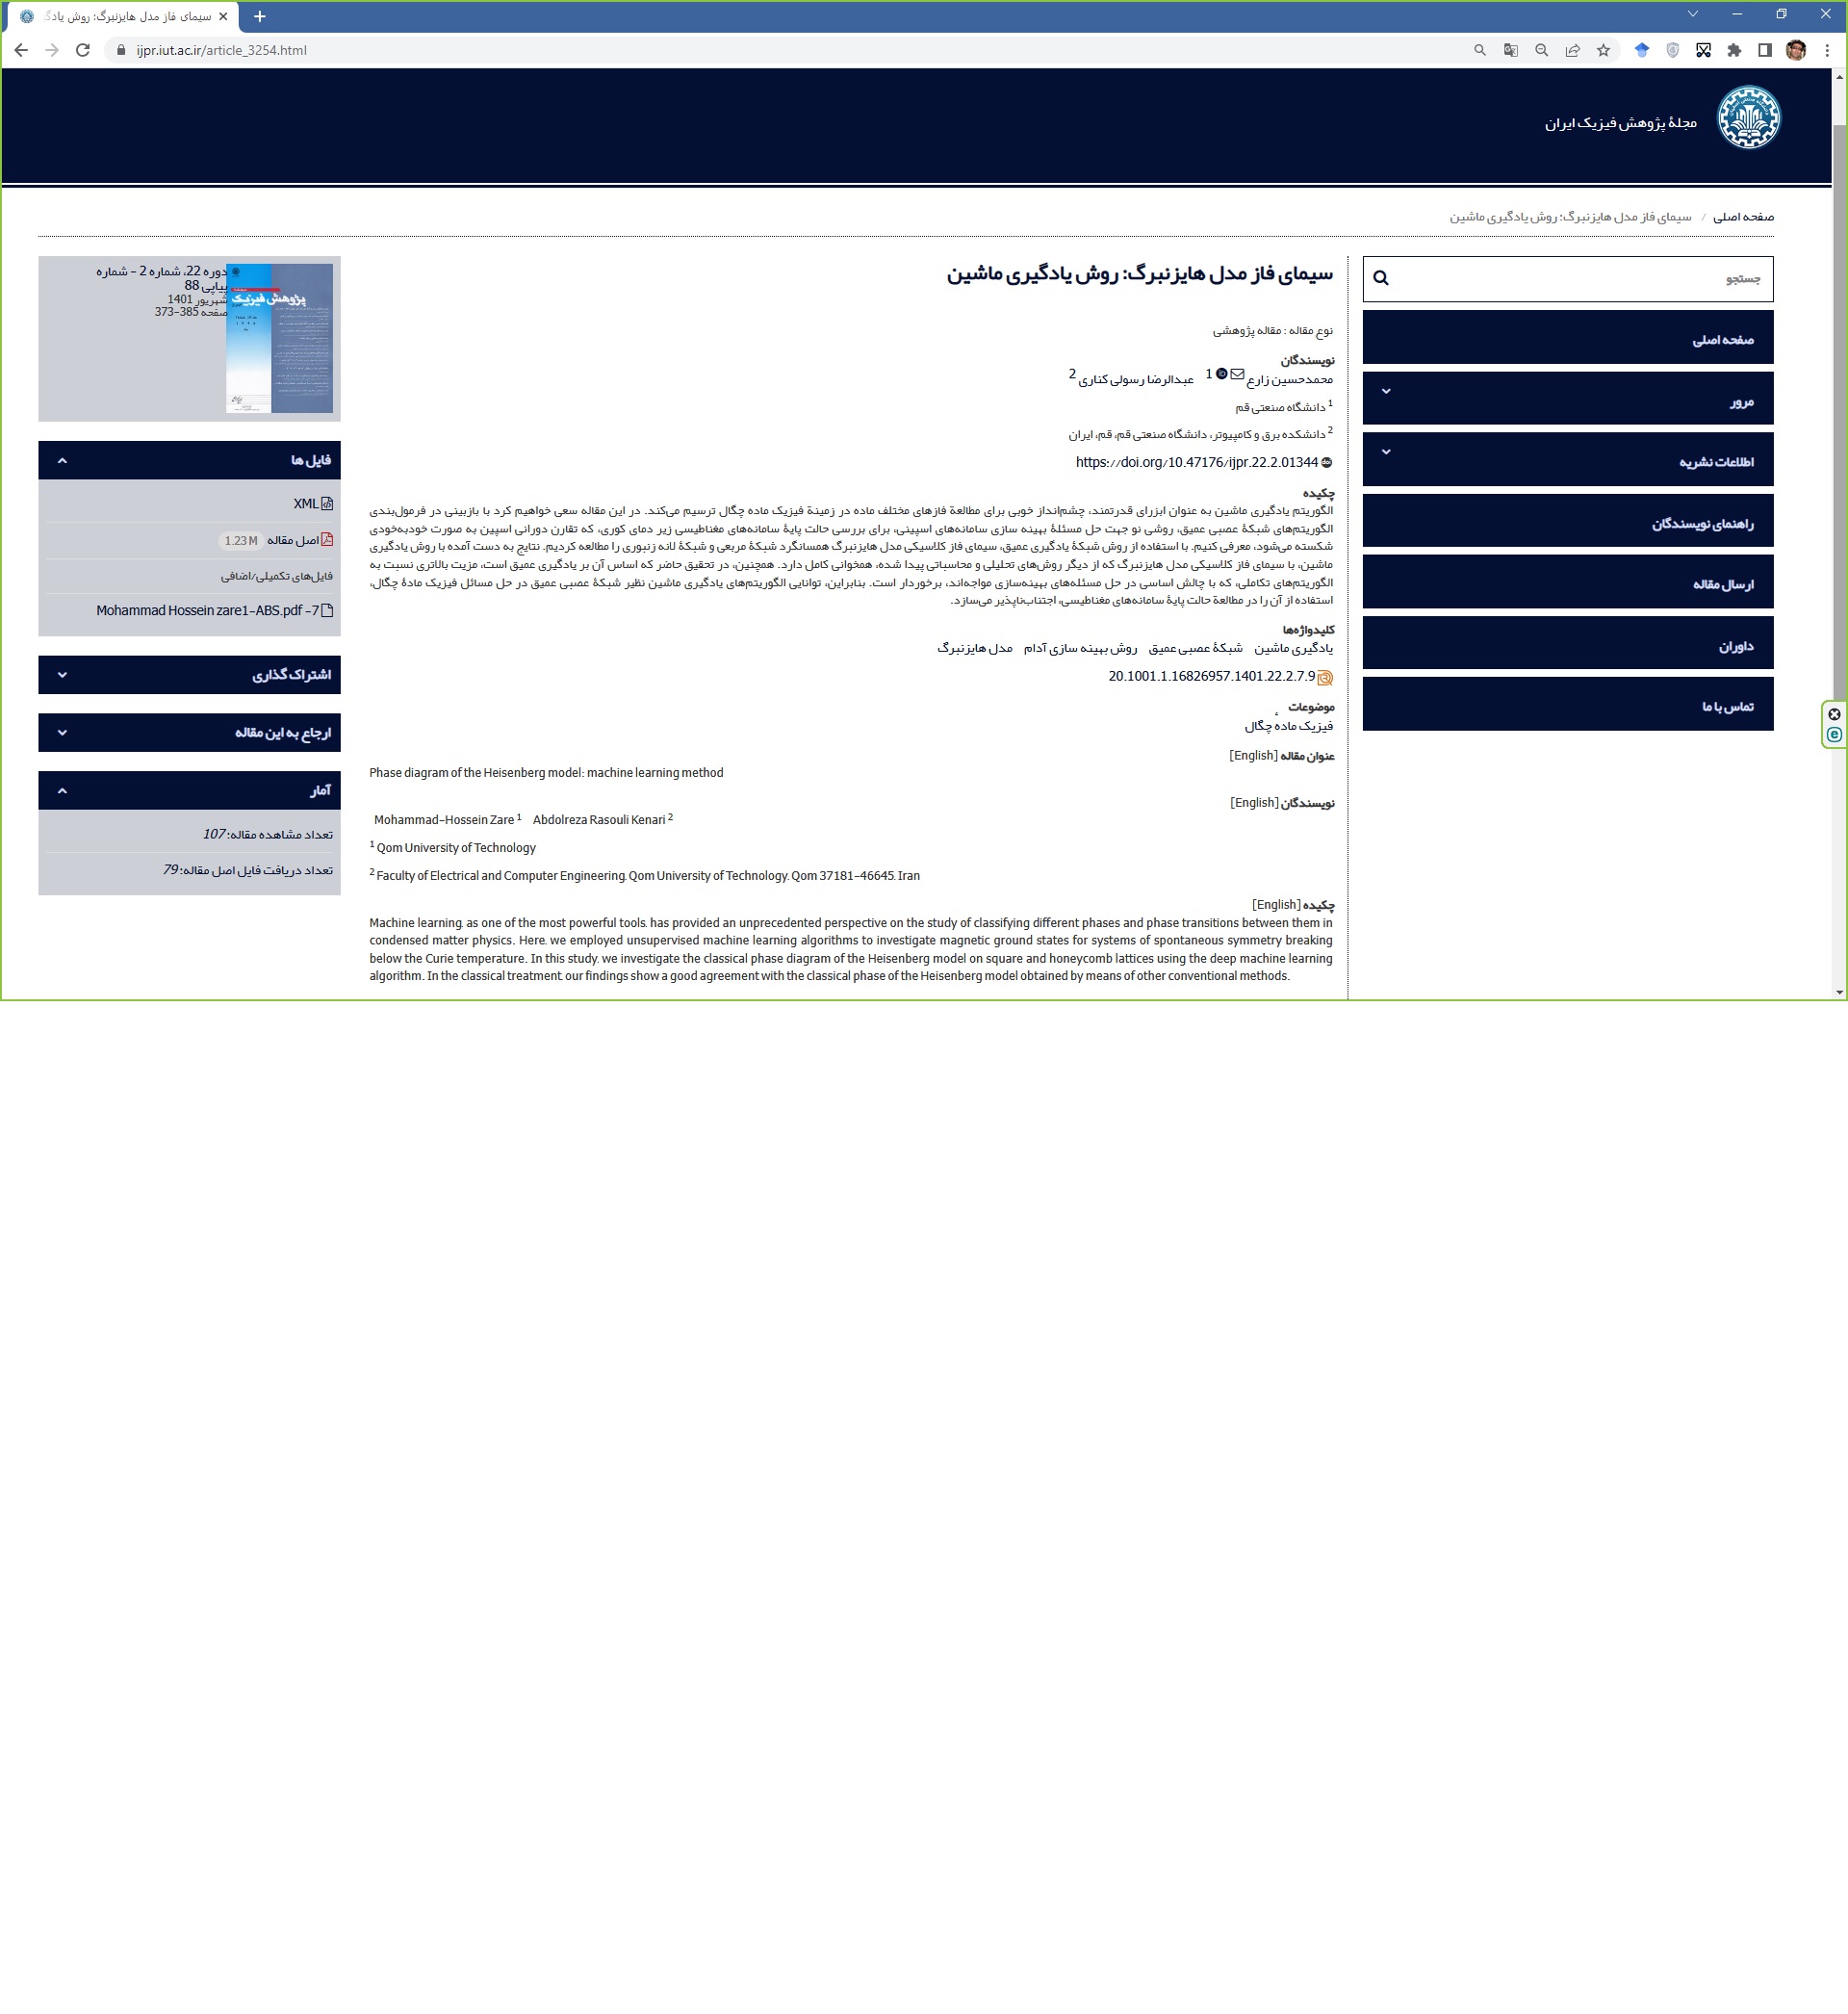 سیمای فاز مدل هایزنبرگ: روش یادگ
ijpr.iut.ac.ir/article_3254.html
مجلهٔ پژوهش فیزیک ایران
صفحه اصلی / سیمای فاز مدل هایزنبرگ: روش یادگیری ماشین
جستجو
صفحه اصلی
مرور
اطلاعات نشریه
راهنمای نویسندگان
ارسال مقاله
داوران
تماس با ما
سیمای فاز مدل هایزنبرگ: روش یادگیری ماشین
نوع مقاله : مقاله پژوهشی
نویسندگان
محمدحسین زارع 1 عبدالرضا رسولی کناری 2
1 دانشگاه صنعتی قم
2 دانشکده برق و کامپیوتر، دانشگاه صنعتی قم، قم، ایران
https://doi.org/10.47176/ijpr.22.2.01344
چکیده
الگوریتم یادگیری ماشین به عنوان ابزرای قدرتمند، چشم‌انداز خوبی برای مطالعهٔ فازهای مختلف ماده در زمینهٔ فیزیک ماده چگال ترسیم می‌کند. در این مقاله سعی خواهیم کرد با بازبینی در فرمول‌بندی
الگوریتم‌های شبکهٔ عصبی عمیق، روشی نو جهت حل مسئلهٔ بهینه سازی سامانه‌های اسپینی، برای بررسی حالت پایهٔ سامانه‌های مغناطیسی زیر دمای کوری، که تقارن دورانی اسپین به صورت خودبه‌خودی
شکسته می‌شود، معرفی کنیم. با استفاده از روش شبکهٔ یادگیری عمیق، سیمای فاز کلاسیکی مدل هایزنبرگ همسانگرد شبکهٔ مربعی و شبکهٔ لانه زنبوری را مطالعه کردیم. نتایج به دست آمده با روش یادگیری
ماشین، با سیمای فاز کلاسیکی مدل هایزنبرگ که از دیگر روش‌های تحلیلی و محاسباتی پیدا شده، همخوانی کامل دارد. همچنین، در تحقیق حاضر که اساس آن بر یادگیری عمیق است، مزیت بالاتری نسبت به
الگوریتم‌های تکاملی، که با چالش اساسی در حل مسئله‌های بهینه‌سازی مواجه‌اند، برخوردار است. بنابراین، توانایی الگوریتم‌های یادگیری ماشین نظیر شبکهٔ عصبی عمیق در حل مسائل فیزیک مادهٔ چگال،
استفاده از آن را در مطالعهٔ حالت پایهٔ سامانه‌های مغناطیسی، اجتناب‌ناپذیر می‌سازد.
کلیدواژه‌ها
یادگیری ماشین شبکهٔ عصبی عمیق روش بهینه سازی آدام مدل هایزنبرگ
20.1001.1.16826957.1401.22.2.7.9
موضوعات
فیزیک مادهٔ چگال
عنوان مقاله [English]
Phase diagram of the Heisenberg model: machine learning method
نویسندگان [English]
Mohammad-Hossein Zare 1 Abdolreza Rasouli Kenari 2
1 Qom University of Technology
2 Faculty of Electrical and Computer Engineering, Qom University of Technology, Qom 37181-46645, Iran
چکیده [English]
Machine learning, as one of the most powerful tools, has provided an unprecedented perspective on the study of classifying different phases and phase transitions between them in
condensed matter physics. Here, we employed unsupervised machine learning algorithms to investigate magnetic ground states for systems of spontaneous symmetry breaking
below the Curie temperature. In this study, we investigate the classical phase diagram of the Heisenberg model on square and honeycomb lattices using the deep machine learning
algorithm. In the classical treatment, our findings show a good agreement with the classical phase of the Heisenberg model obtained by means of other conventional methods.
پژوهش فیزیک
دوره 22، شماره 2 - شماره
پیاپی 88
شهریور 1401
صفحه 373-385
فایل ها
XML
اصل مقاله 1.23 M
فایل‌های تکمیلی/اضافی
7- Mohammad Hossein zare1-ABS.pdf
اشتراک گذاری
ارجاع به این مقاله
آمار
تعداد مشاهده مقاله: 107
تعداد دریافت فایل اصل مقاله: 79